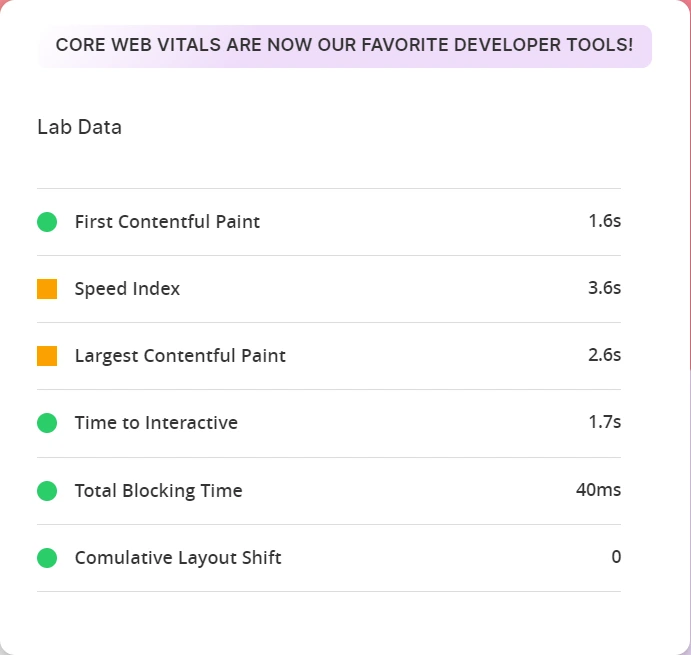 CORE WEB VITALS ARE NOW OUR FAVORITE DEVELOPER TOOLS!
Lab Data
First Contentful Paint 1.6s
Speed Index 3.6s
Largest Contentful Paint 2.6s
Time to Interactive 1.7s
Total Blocking Time 40ms
Comulative Layout Shift 0